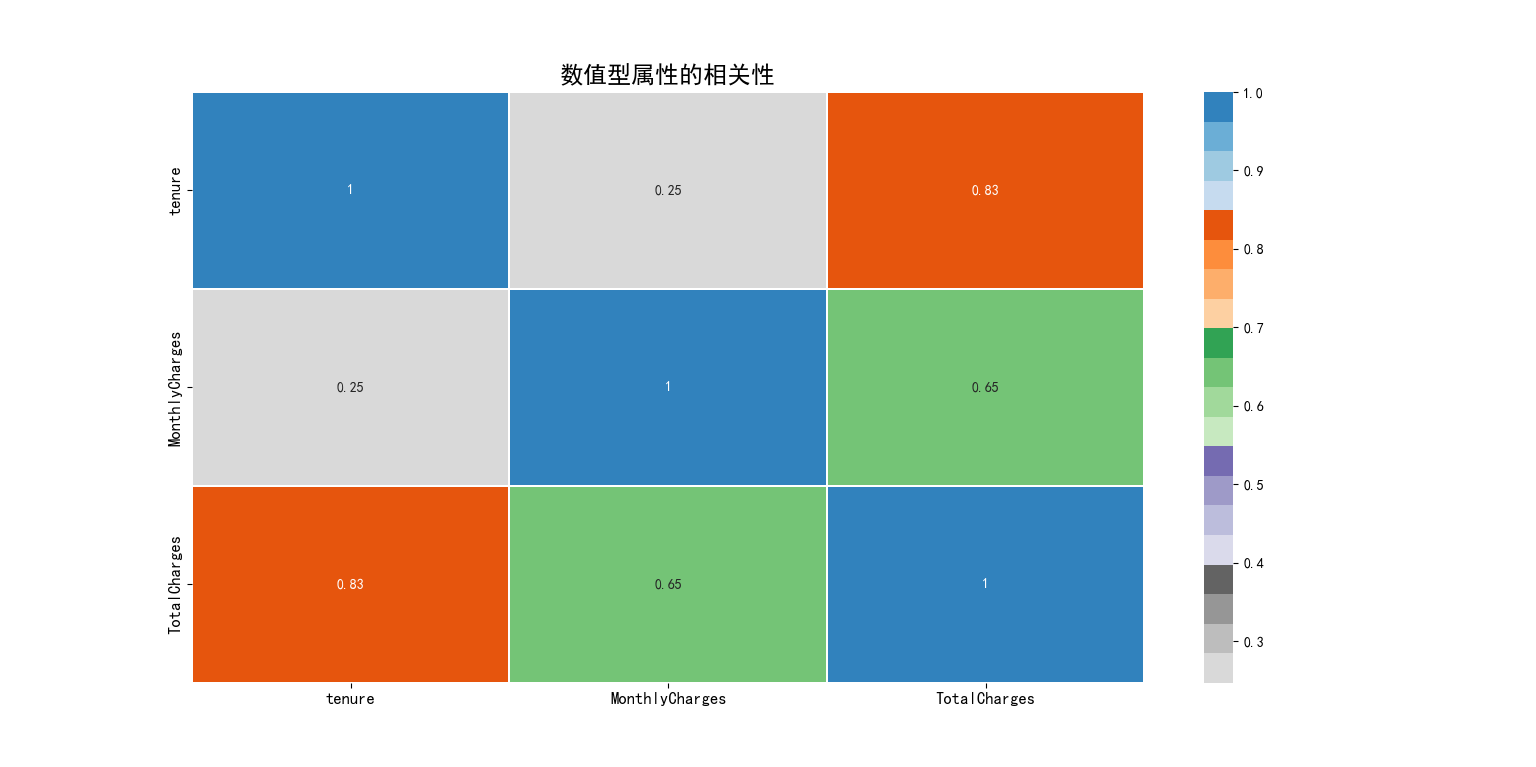 数值型属性的相关性
tenure
1
0.25
0.83
MonthlyCharges
0.25
1
0.65
TotalCharges
0.83
0.65
1
tenure
MonthlyCharges
TotalCharges
1.0
0.9
0.8
0.7
0.6
0.5
0.4
0.3